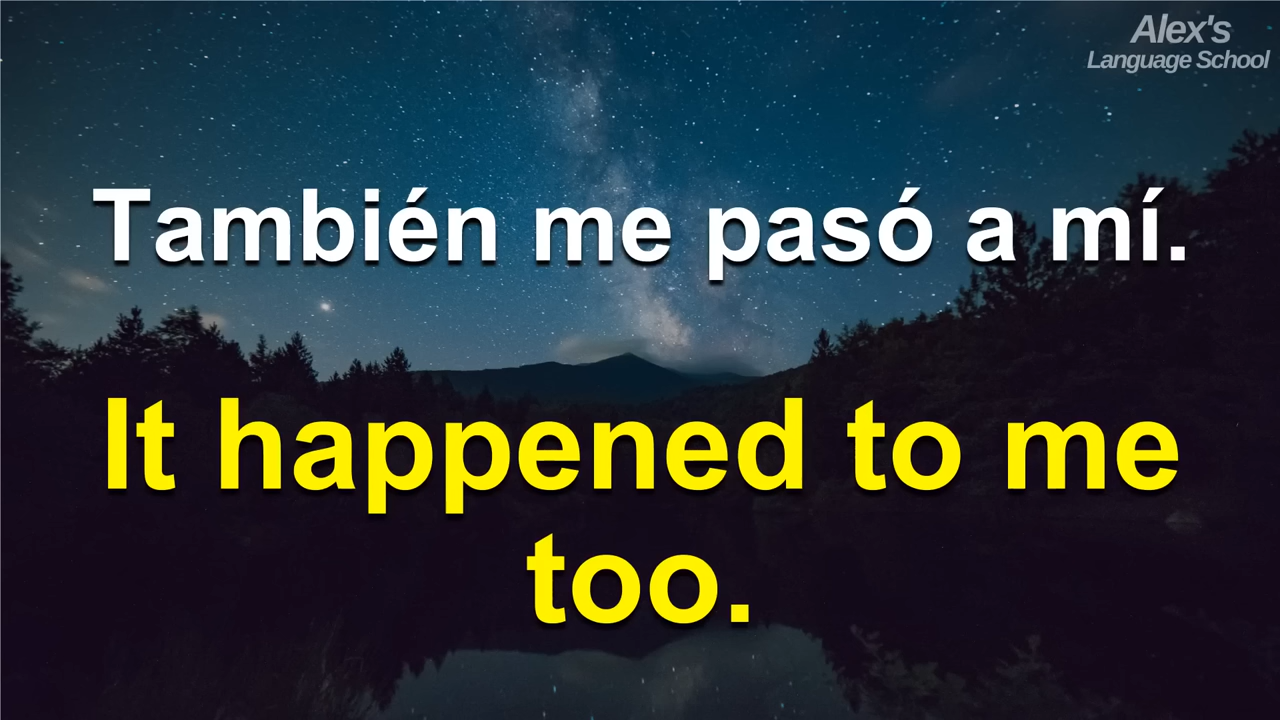 Alex's
Language School
También me pasó a mí.
It happened to me
too.